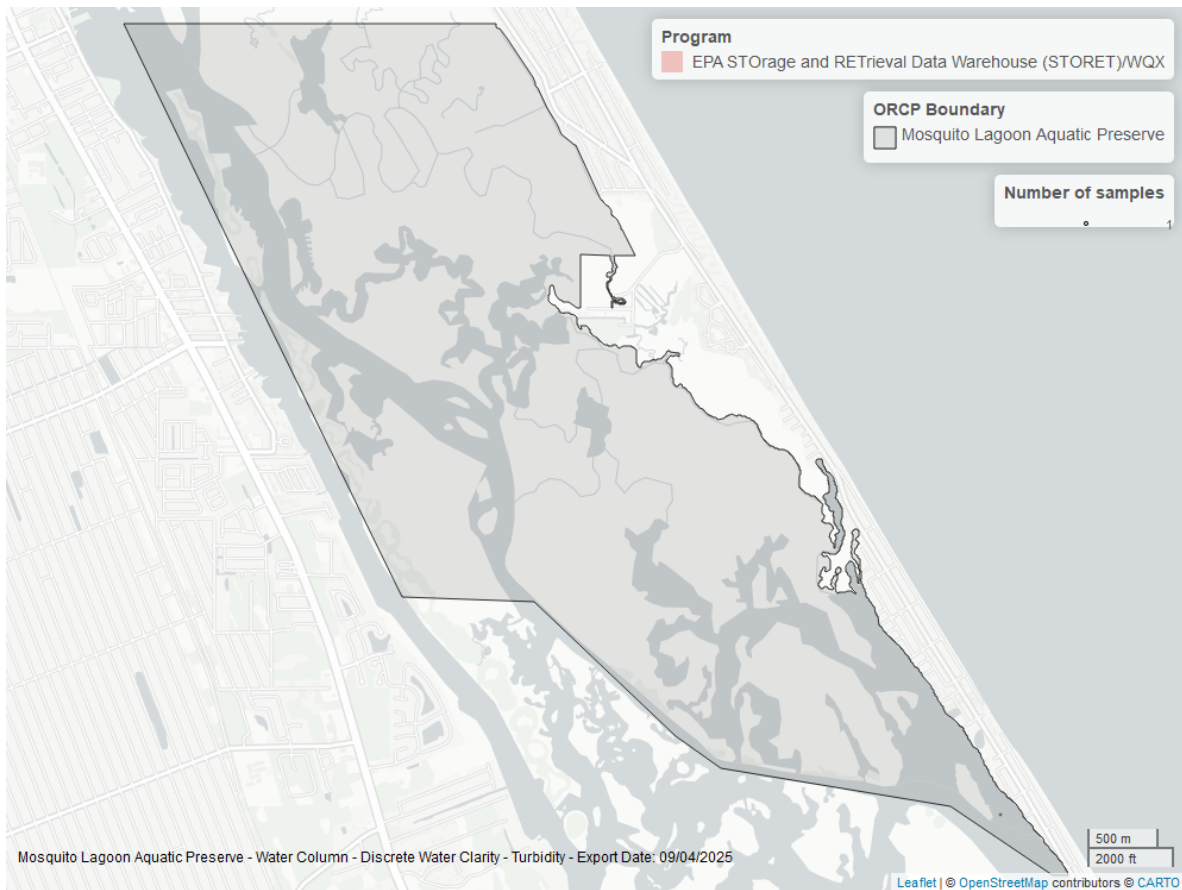 Program
EPA STOrage and RETrieval Data Warehouse (STORET)/WQX
ORCP Boundary
Mosquito Lagoon Aquatic Preserve
Number of samples
1
500 m
2000 ft
Mosquito Lagoon Aquatic Preserve - Water Column - Discrete Water Clarity - Turbidity - Export Date: 09/04/2025
Leaflet | © OpenStreetMap contributors © CARTO